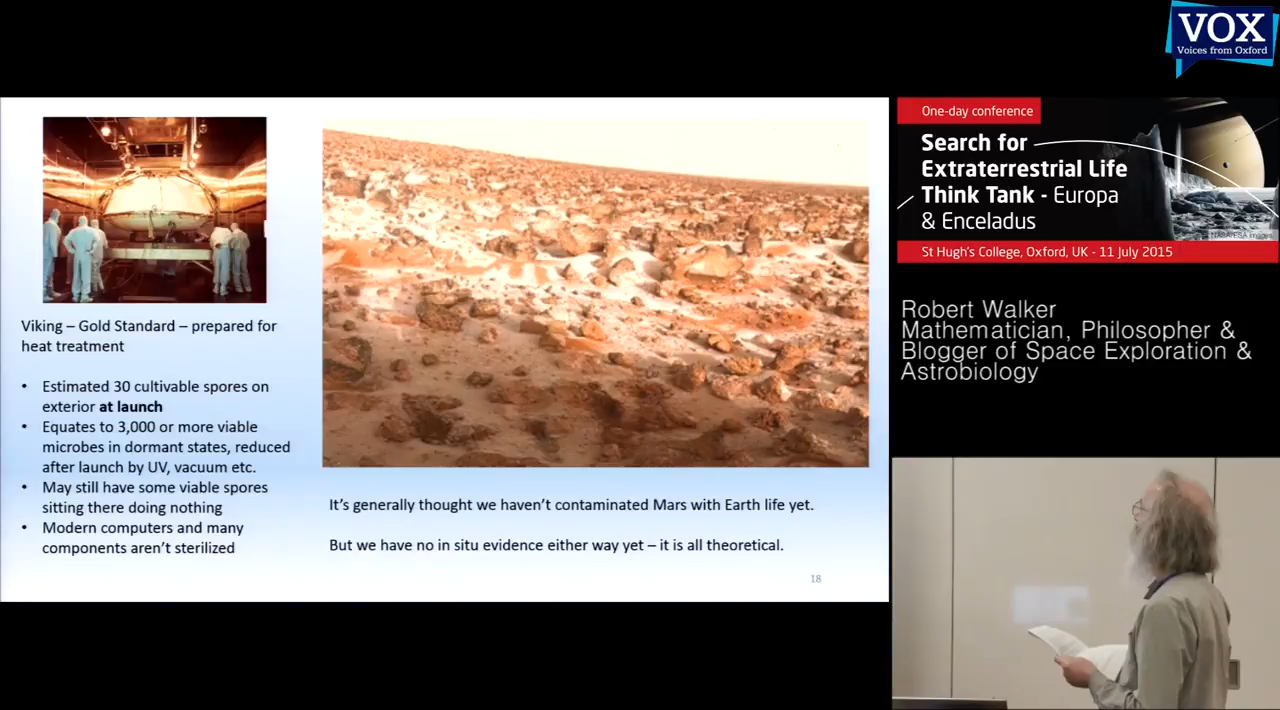 VOX
Voices from Oxford
One-day conference
Search for
Extraterrestrial Life
Think Tank - Europa
& Enceladus
NASA/ESA images
St Hugh's College, Oxford, UK - 11 July 2015
Robert Walker
Mathematician, Philosopher &
Blogger of Space Exploration &
Astrobiology
Viking – Gold Standard – prepared for
heat treatment
• Estimated 30 cultivable spores on
exterior at launch
• Equates to 3,000 or more viable
microbes in dormant states, reduced
after launch by UV, vacuum etc.
• May still have some viable spores
sitting there doing nothing
• Modern computers and many
components aren't sterilized
It's generally thought we haven't contaminated Mars with Earth life yet.
But we have no in situ evidence either way yet – it is all theoretical.
18